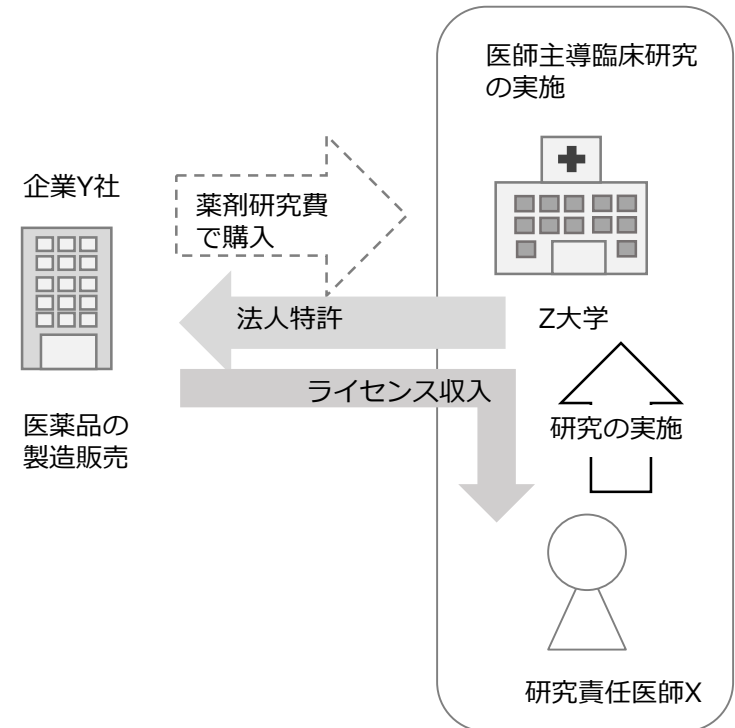 医師主導臨床研究
の実施
企業Y社
薬剤研究費
で購入
法人特許
Z大学
ライセンス収入
医薬品の
製造販売
研究の実施
研究責任医師X